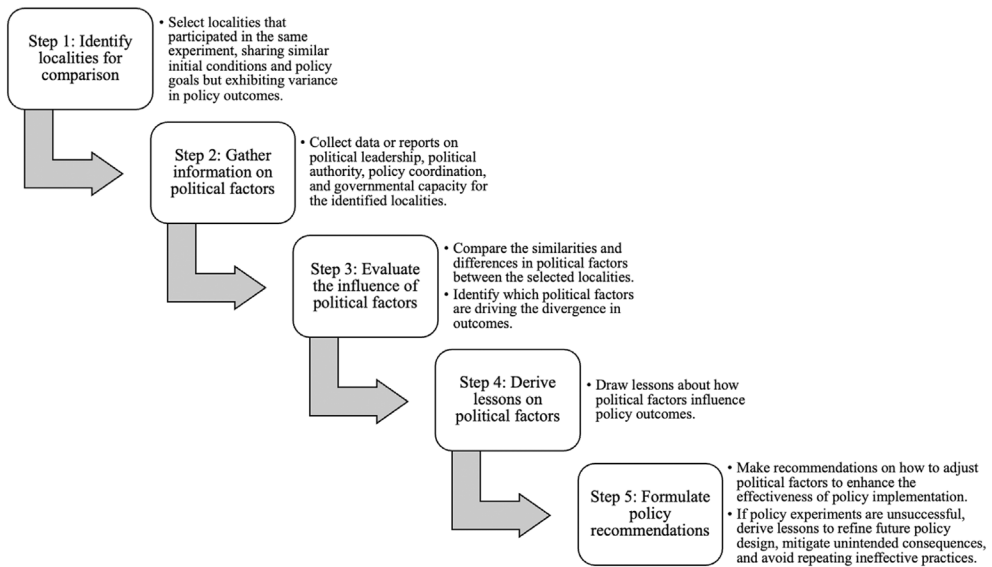 Step 1: Identify
localities for
comparison
• Select localities that
participated in the same
experiment, sharing similar
initial conditions and policy
goals but exhibiting variance
in policy outcomes.
Step 2: Gather
information on
political factors
• Collect data or reports on
political leadership, political
authority, policy coordination,
and governmental capacity for
the identified localities.
Step 3: Evaluate
the influence of
political factors
• Compare the similarities and
differences in political factors
between the selected localities.
• Identify which political factors
are driving the divergence in
outcomes.
Step 4: Derive
lessons on
political factors
• Draw lessons about how
political factors influence
policy outcomes.
Step 5: Formulate
policy
recommendations
• Make recommendations on how to adjust
political factors to enhance the
effectiveness of policy implementation.
• If policy experiments are unsuccessful,
derive lessons to refine future policy
design, mitigate unintended consequences,
and avoid repeating ineffective practices.